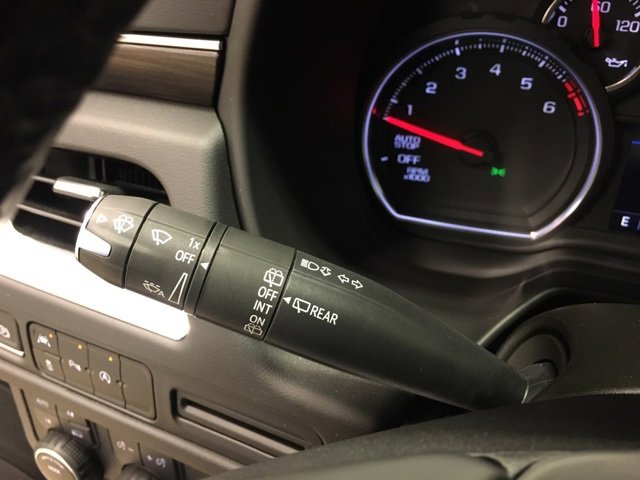 0 60 120
1 2 3 4 5 6
AUTO
STOP
OFF
RPM
x1000
E
1x
OFF
A
OFF
INT
ON
REAR